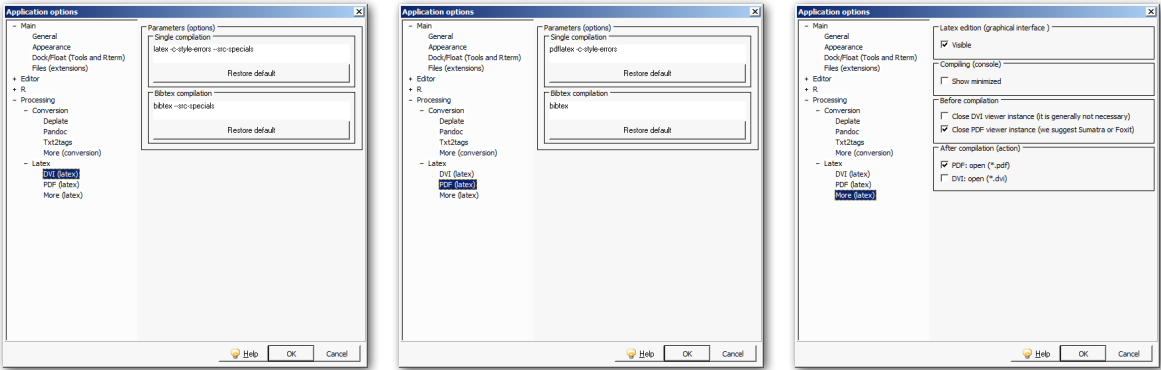 Application options
− Main
General
Appearance
Dock/Float (Tools and Rterm)
Files (extensions)
+ Editor
+ R
− Processing
− Conversion
Deplate
Pandoc
Txt2tags
More (conversion)
− Latex
DVI (latex)
PDF (latex)
More (latex)
Parameters (options)
Single compilation
latex -c-style-errors --src-specials
Restore default
Bibtex compilation
bibtex --src-specials
Restore default
Help
OK
Cancel
Application options
− Main
General
Appearance
Dock/Float (Tools and Rterm)
Files (extensions)
+ Editor
+ R
− Processing
− Conversion
Deplate
Pandoc
Txt2tags
More (conversion)
− Latex
DVI (latex)
PDF (latex)
More (latex)
Parameters (options)
Single compilation
pdflatex -c-style-errors
Restore default
Bibtex compilation
bibtex
Restore default
Help
OK
Cancel
Application options
− Main
General
Appearance
Dock/Float (Tools and Rterm)
Files (extensions)
+ Editor
+ R
− Processing
− Conversion
Deplate
Pandoc
Txt2tags
More (conversion)
− Latex
DVI (latex)
PDF (latex)
More (latex)
Latex edition (graphical interface )
Visible
Compiling (console)
Show minimized
Before compilation
Close DVI viewer instance (it is generally not necessary)
Close PDF viewer instance (we suggest Sumatra or Foxit)
After compilation (action)
PDF: open (*.pdf)
DVI: open (*.dvi)
Help
OK
Cancel